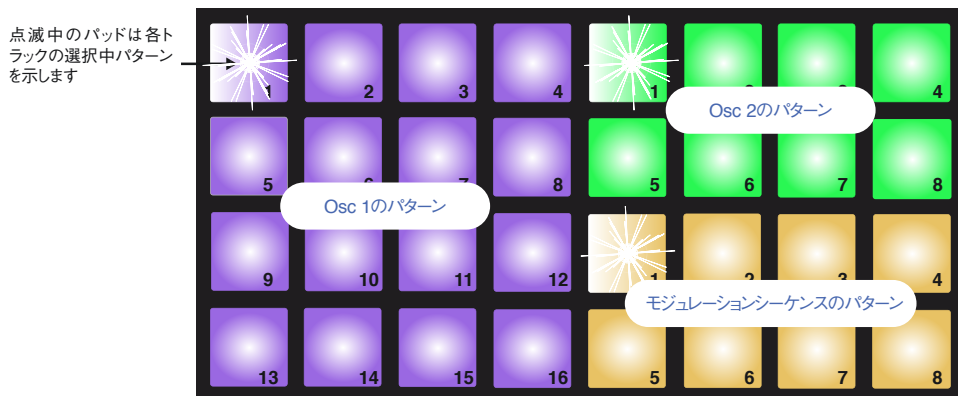 点滅中のパッドは各ト
ラックの選択中パターン
を示します
1 2 3 4 1 2 3 4
Osc 2のパターン
5 6 7 8 5 6 7 8
Osc 1のパターン
9 10 11 12 1 2 3 4
モジュレーションシーケンスのパターン
13 14 15 16 5 6 7 8